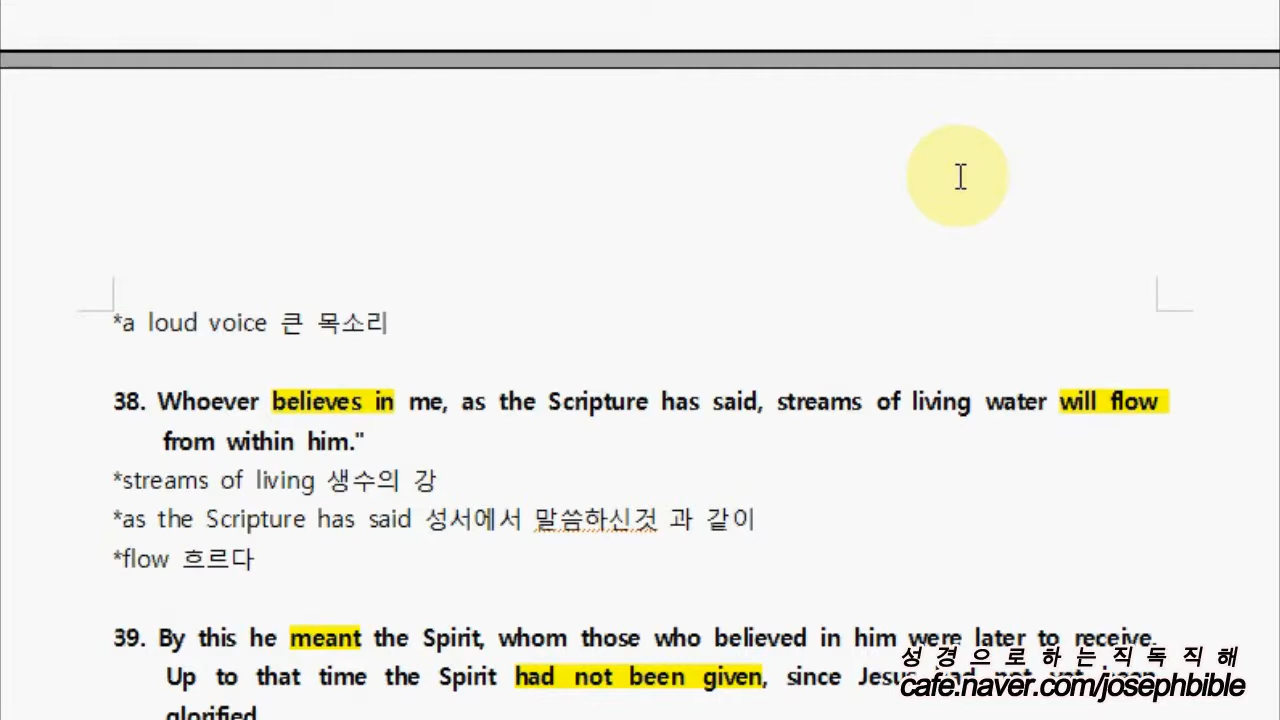 *a loud voice 큰 목소리
38. Whoever believes in me, as the Scripture has said, streams of living water will flow
from within him."
*streams of living 생수의 강
*as the Scripture has said 성서에서 말씀하신것 과 같이
*flow 흐르다
39. By this he meant the Spirit, whom those who believed in him were later to receive.
Up to that time the Spirit had not been given, since Jesus had not yet been
glorified
성경으로하는직독직해
cafe.naver.com/josephbible